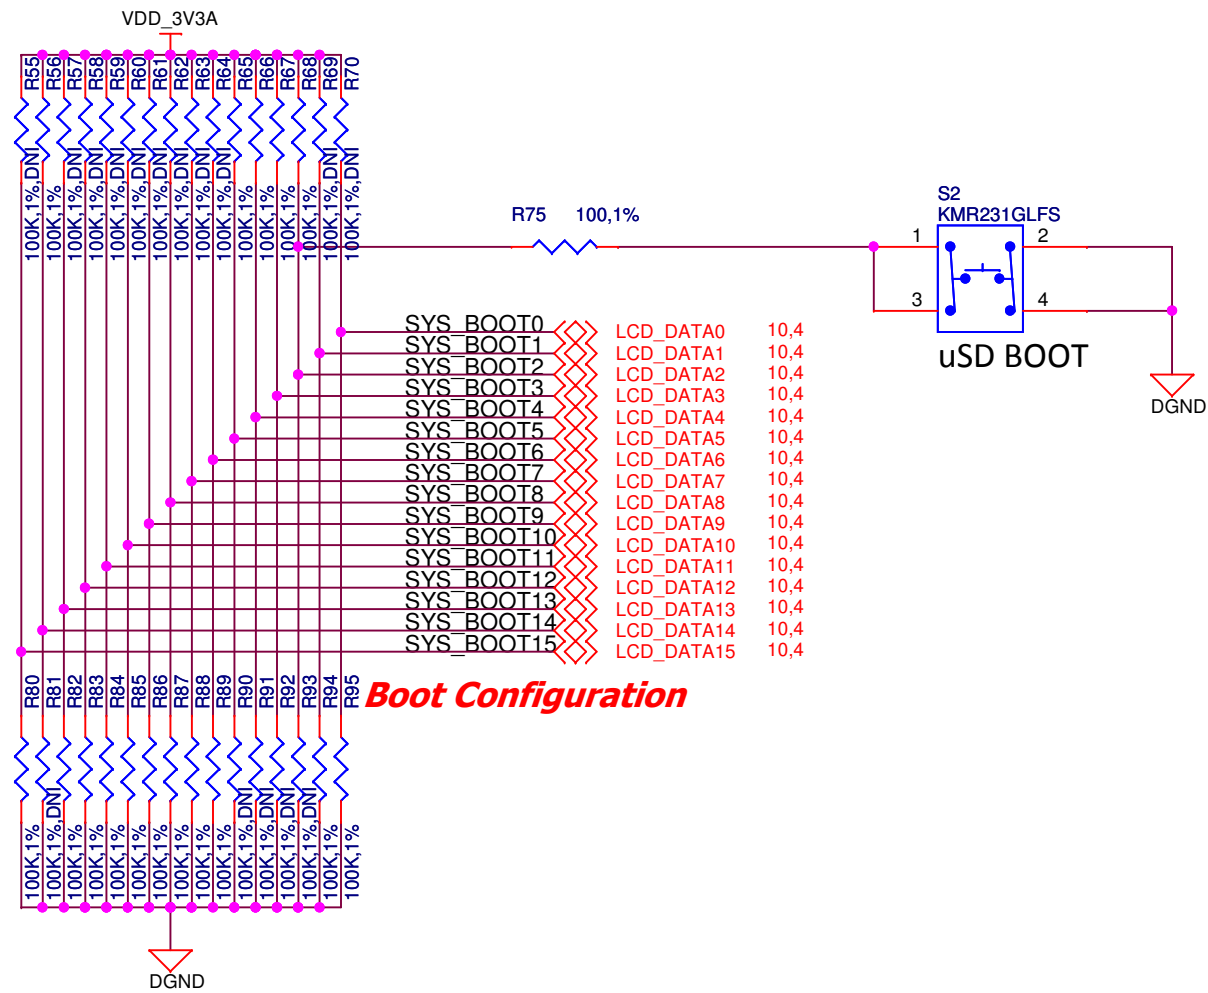 VDD_3V3A
R55
R56
R57
R58
R59
R60
R61
R62
R63
R64
R65
R66
R67
R68
R69
R70
100K,1%,DNI
100K,1%
100K,1%,DNI
100K,1%,DNI
100K,1%,DNI
100K,1%,DNI
100K,1%,DNI
100K,1%,DNI
100K,1%,DNI
100K,1%,DNI
100K,1%
100K,1%
100K,1%
100K,1%
100K,1%,DNI
100K,1%,DNI
R75 100,1%
S2
KMR231GLFS
1 2
3 4
uSD BOOT
DGND
SYS_BOOT0 LCD_DATA0 10,4
SYS_BOOT1 LCD_DATA1 10,4
SYS_BOOT2 LCD_DATA2 10,4
SYS_BOOT3 LCD_DATA3 10,4
SYS_BOOT4 LCD_DATA4 10,4
SYS_BOOT5 LCD_DATA5 10,4
SYS_BOOT6 LCD_DATA6 10,4
SYS_BOOT7 LCD_DATA7 10,4
SYS_BOOT8 LCD_DATA8 10,4
SYS_BOOT9 LCD_DATA9 10,4
SYS_BOOT10 LCD_DATA10 10,4
SYS_BOOT11 LCD_DATA11 10,4
SYS_BOOT12 LCD_DATA12 10,4
SYS_BOOT13 LCD_DATA13 10,4
SYS_BOOT14 LCD_DATA14 10,4
SYS_BOOT15 LCD_DATA15 10,4
Boot Configuration
R80
R81
R82
R83
R84
R85
R86
R87
R88
R89
R90
R91
R92
R93
R94
R95
100K,1%
100K,1%,DNI
100K,1%
100K,1%
100K,1%
100K,1%
100K,1%
100K,1%
100K,1%
100K,1%
100K,1%,DNI
100K,1%,DNI
100K,1%,DNI
100K,1%,DNI
100K,1%
100K,1%
DGND